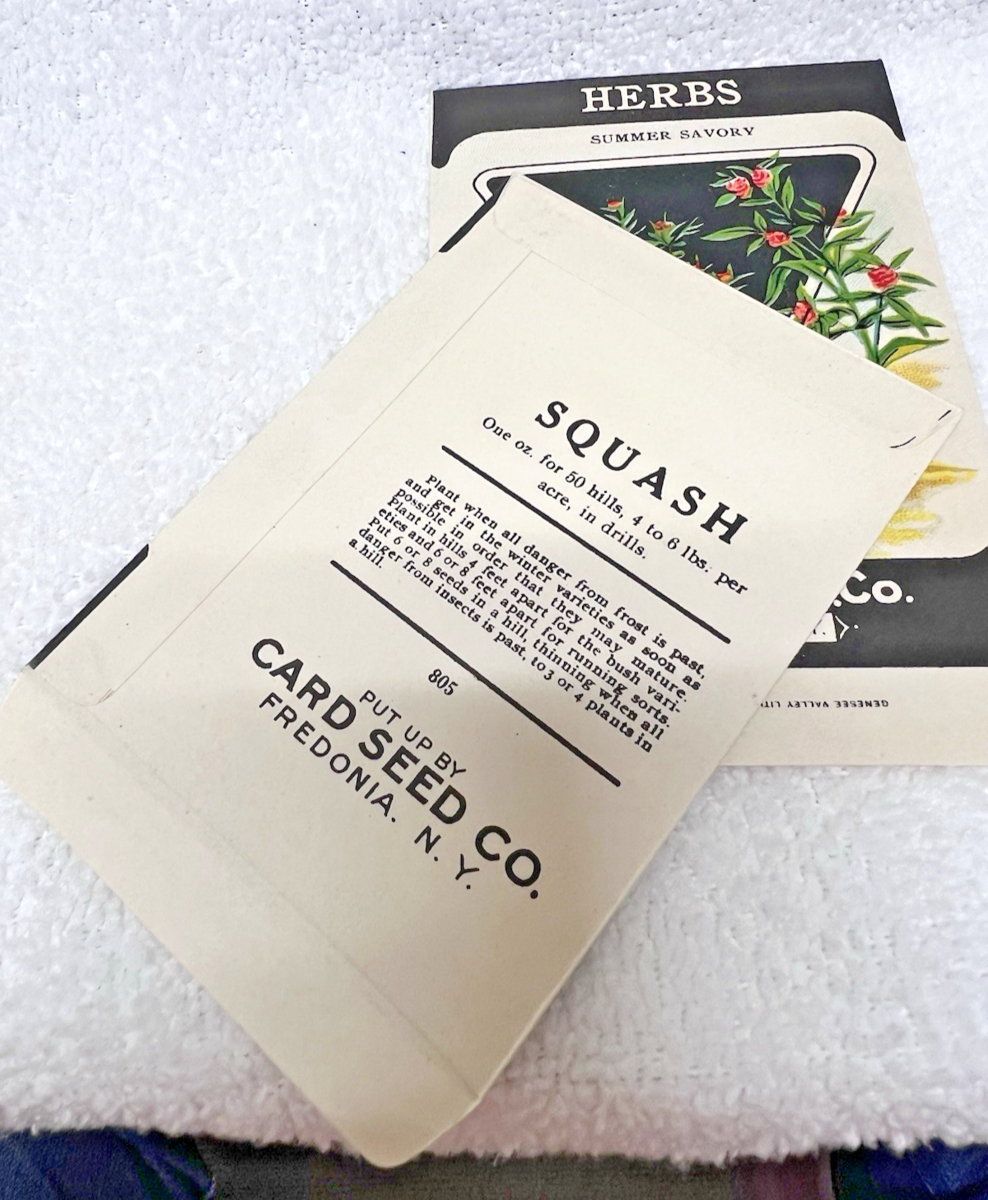 HERBS
SUMMER SAVORY
SQUASH
One oz. for 50 hills, 4 to 6 lbs. per
acre, in drills.
Plant when all danger from frost is past,
and get in the winter varieties as soon as
possible in order that they may mature.
Plant in hills 4 feet apart for the bush vari-
eties and 6 or 8 feet apart for running sorts.
Put 6 or 8 seeds in a hill, thinning when all
danger from insects is past, to 3 or 4 plants in
a hill.
805
PUT UP BY
CARD SEED CO.
FREDONIA. N. Y.
.Co.
GENESEE VALLEY